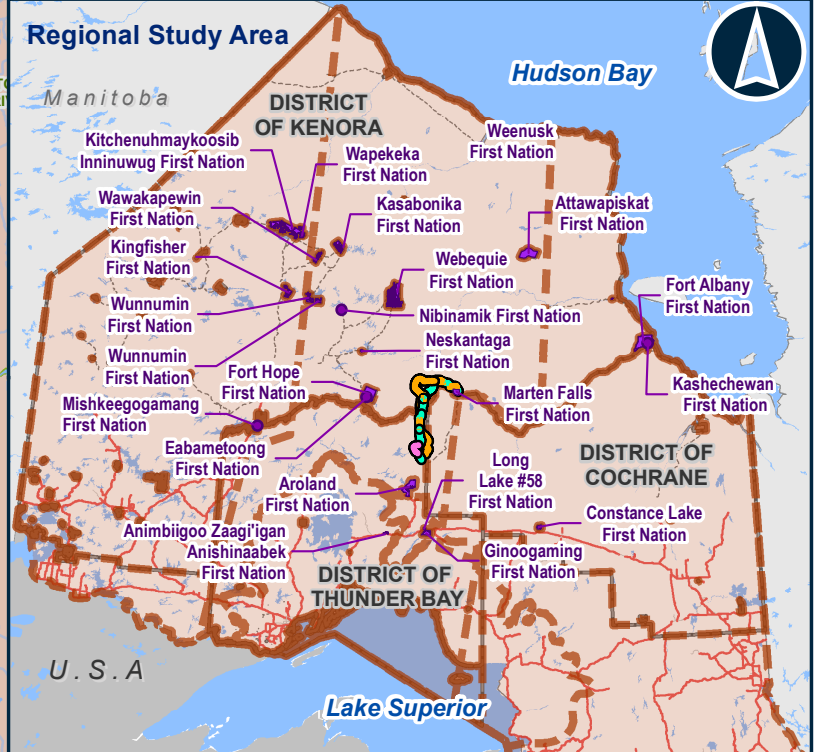 Regional Study Area
Hudson Bay
Manitoba
DISTRICT
OF KENORA
Weenusk
First Nation
Kitchenuhmaykoosib
Inninuwug First Nation
Wapekeka
First Nation
Wawakapewin
First Nation
Kasabonika
First Nation
Attawapiskat
First Nation
Kingfisher
First Nation
Webequie
First Nation
Fort Albany
First Nation
Wunnumin
First Nation
Nibinamik First Nation
Neskantaga
First Nation
Wunnumin
First Nation
Fort Hope
First Nation
Marten Falls
First Nation
Kashechewan
First Nation
Mishkeegogamang
First Nation
Eabametoong
First Nation
DISTRICT OF
COCHRANE
Long
Lake #58
First Nation
Aroland
First Nation
Constance Lake
First Nation
Animbiigoo Zaagi'igan
Anishinaabek
First Nation
Ginoogaming
First Nation
DISTRICT OF
THUNDER BAY
U.S.A
Lake Superior